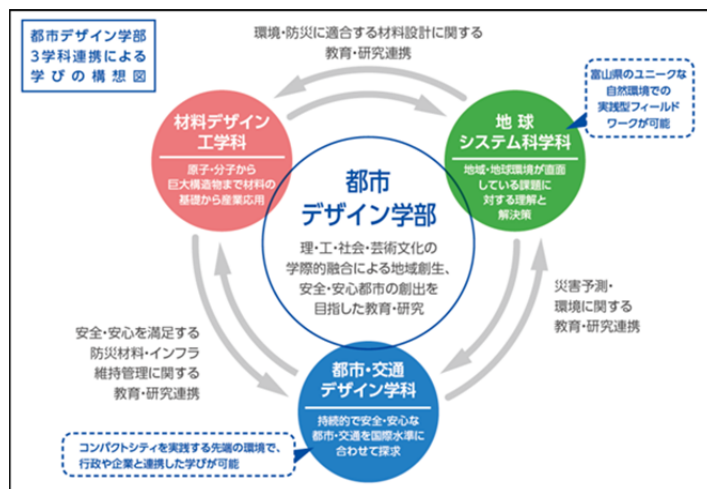 都市デザイン学部
3学科連携による
学びの構想図
環境・防災に適合する材料設計に関する
教育・研究連携
富山県のユニークな
自然環境での
実践型フィールド
ワークが可能
材料デザイン
工学科
原子・分子から
巨大構造物まで材料の
基礎から産業応用
地球
システム科学科
地域・地球環境が直面
している課題に
対する理解と
解決策
都市
デザイン学部
理・工・社会・芸術文化の
学際的融合による地域創生、
安全・安心都市の創出を
目指した教育・研究
災害予測・
環境に関する
教育・研究連携
安全・安心を満足する
防災材料・インフラ
維持管理に関する
教育・研究連携
都市・交通
デザイン学科
持続的で安全・安心な
都市・交通を国際水準に
合わせて探求
コンパクトシティを実践する先端の環境で、
行政や企業と連携した学びが可能